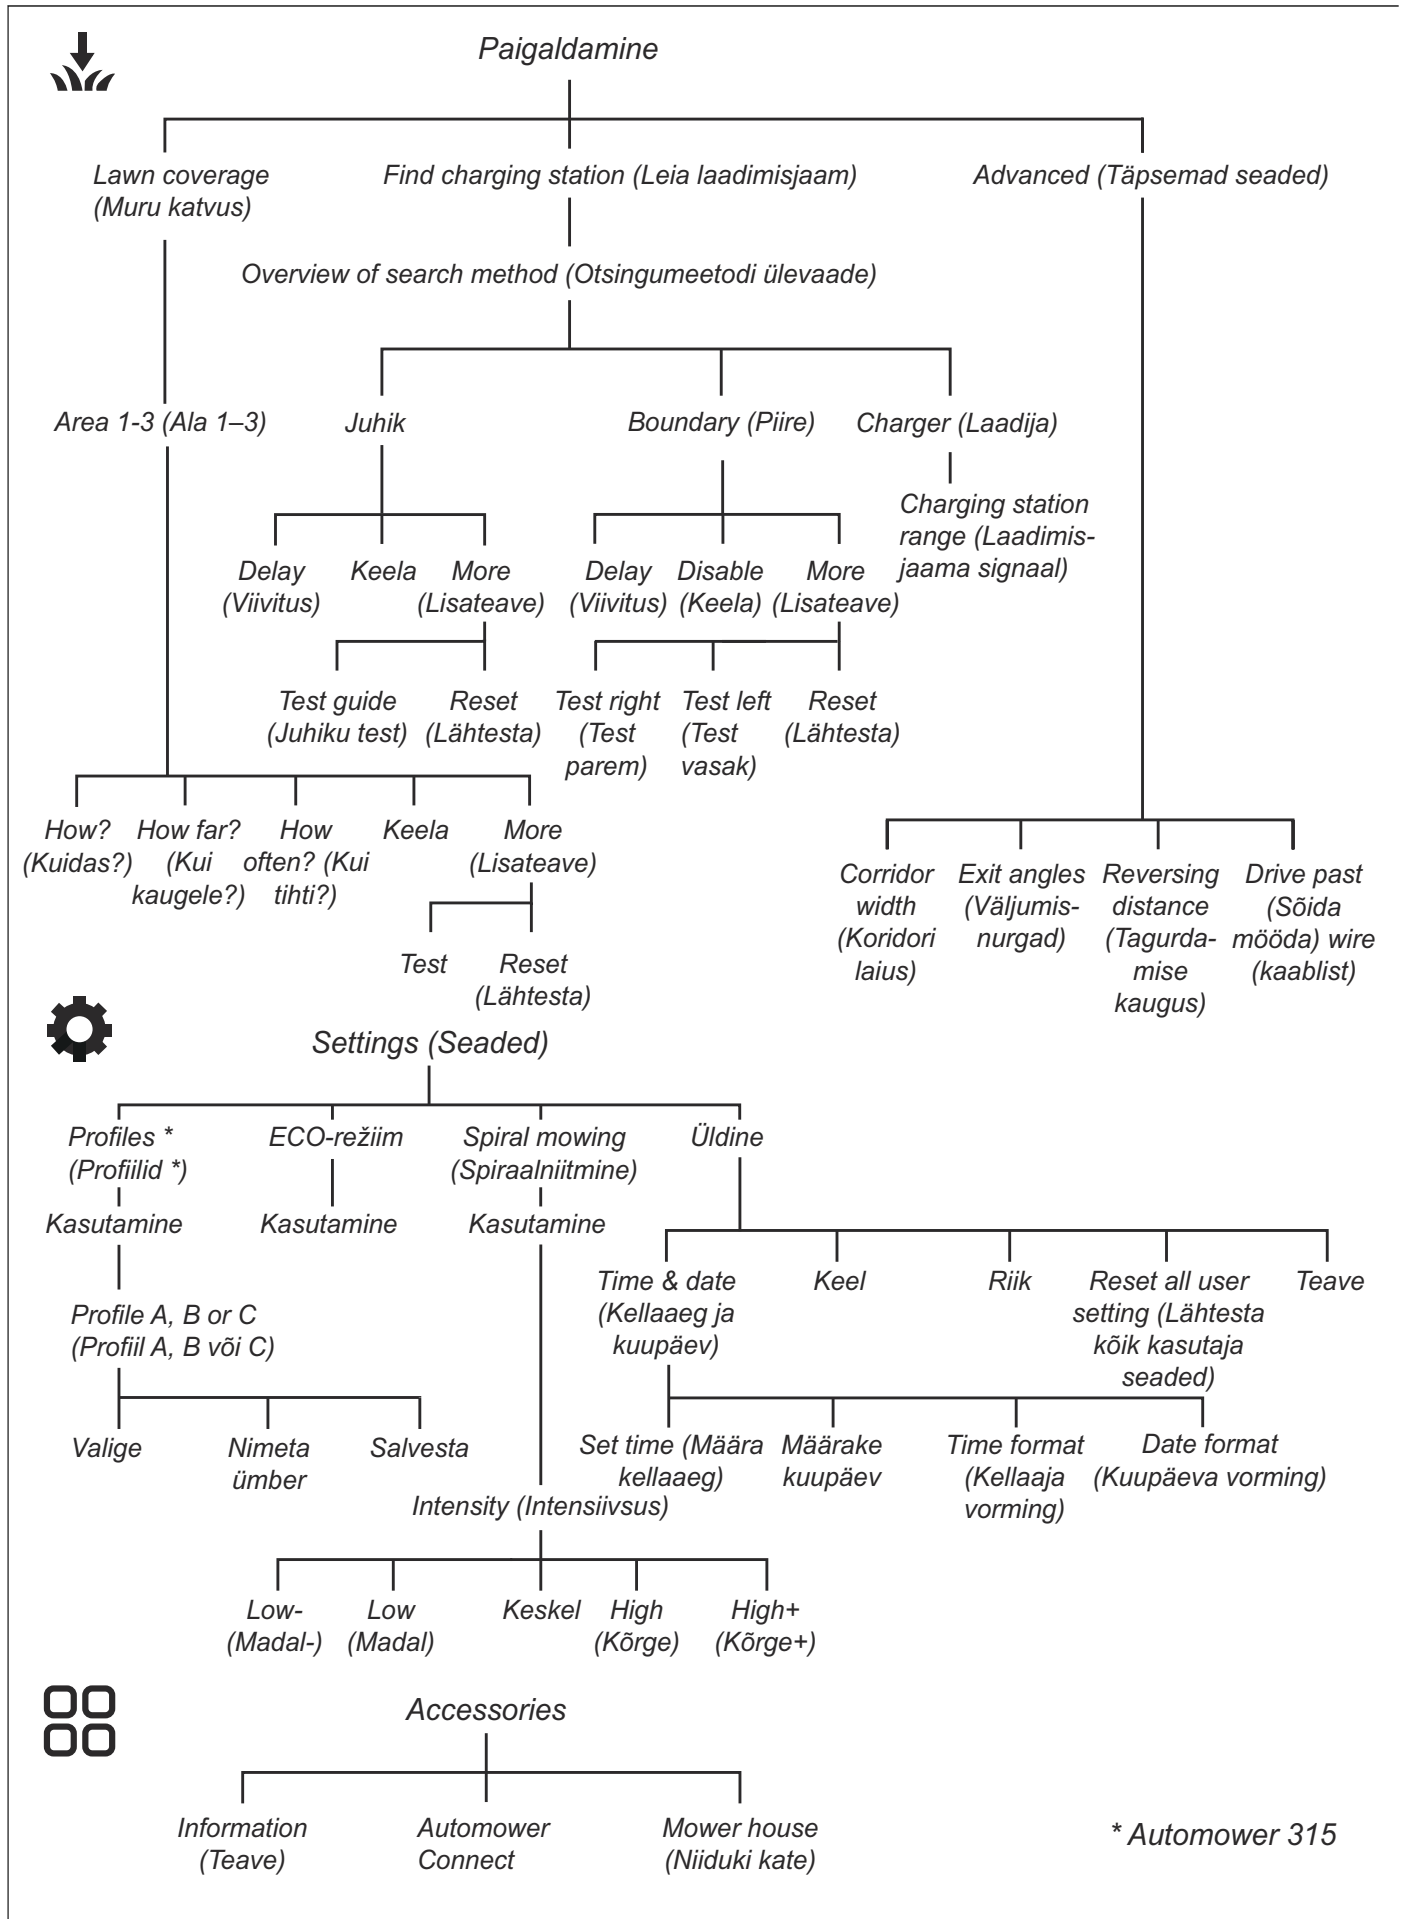 Paigaldamine
Lawn coverage
(Muru katvus)
Find charging station (Leia laadimisjaam)
Advanced (Täpsemad seaded)
Overview of search method (Otsingumeetodi ülevaade)
Area 1-3 (Ala 1–3)
Juhik
Boundary (Piire)
Charger (Laadija)
Charging station
range (Laadimis-
jaama signaal)
Delay
(Viivitus)
Keela
More
(Lisateave)
Delay
(Viivitus)
Disable
(Keela)
More
(Lisateave)
Test guide
(Juhiku test)
Reset
(Lähtesta)
Test right
(Test
parem)
Test left
(Test
vasak)
Reset
(Lähtesta)
How?
(Kuidas?)
How far?
(Kui
kaugele?)
How
often? (Kui
tihti?)
Keela
More
(Lisateave)
Test
Reset
(Lähtesta)
Corridor
width
(Koridori
laius)
Exit angles
(Väljumis-
nurgad)
Reversing
distance
(Tagurda-
mise
kaugus)
Drive past
(Sõida
mööda) wire
(kaablist)
Settings (Seaded)
Profiles *
(Profiilid *)
ECO-režiim
Spiral mowing
(Spiraalniitmine)
Üldine
Kasutamine
Kasutamine
Kasutamine
Profile A, B or C
(Profiil A, B või C)
Valige
Nimeta
ümber
Salvesta
Time & date
(Kellaaeg ja
kuupäev)
Keel
Riik
Reset all user
setting (Lähtesta
kõik kasutaja
seaded)
Teave
Set time (Määra
kellaaeg)
Määrake
kuupäev
Time format
(Kellaaja
vorming)
Date format
(Kuupäeva vorming)
Intensity (Intensiivsus)
Low-
(Madal-)
Low
(Madal)
Keskel
High
(Kõrge)
High+
(Kõrge+)
Accessories
Information
(Teave)
Automower
Connect
Mower house
(Niiduki kate)
* Automower 315